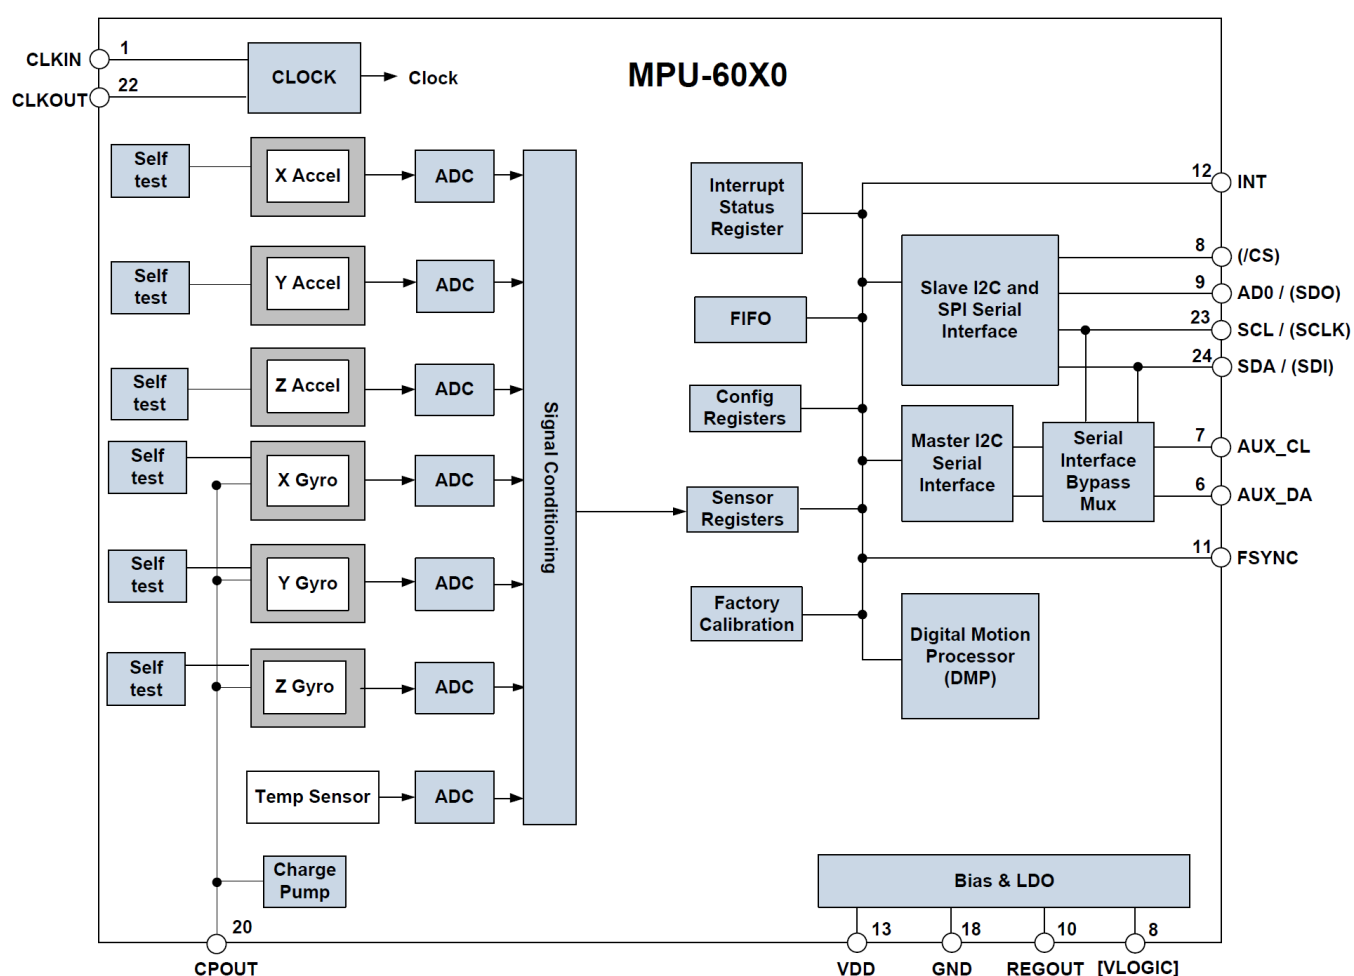 MPU-60X0
CLKIN
1
CLKOUT
22
CLOCK
Clock
Self
test
X Accel
ADC
Self
test
Y Accel
ADC
Self
test
Z Accel
ADC
Self
test
X Gyro
ADC
Self
test
Y Gyro
ADC
Self
test
Z Gyro
ADC
Temp Sensor
ADC
Charge
Pump
20
CPOUT
Signal Conditioning
Interrupt
Status
Register
FIFO
Config
Registers
Sensor
Registers
Factory
Calibration
Slave I2C and
SPI Serial
Interface
Master I2C
Serial
Interface
Serial
Interface
Bypass
Mux
Digital Motion
Processor
(DMP)
12
INT
8
(/CS)
9
AD0 / (SDO)
23
SCL / (SCLK)
24
SDA / (SDI)
7
AUX_CL
6
AUX_DA
11
FSYNC
Bias & LDO
13
VDD
18
GND
10
REGOUT
8
[VLOGIC]